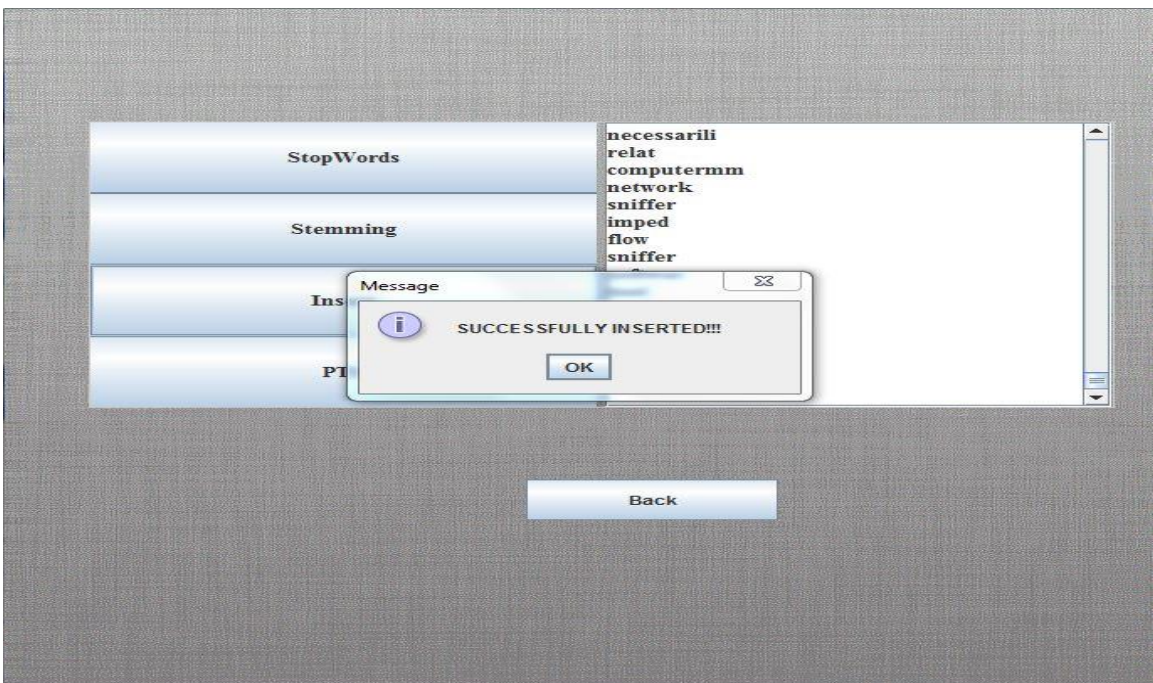 StopWords
Stemming
necessarili
relat
computermm
network
sniffer
imped
flow
sniffer
Message
SUCCESSFULLY INSERTED!!!
OK
Back